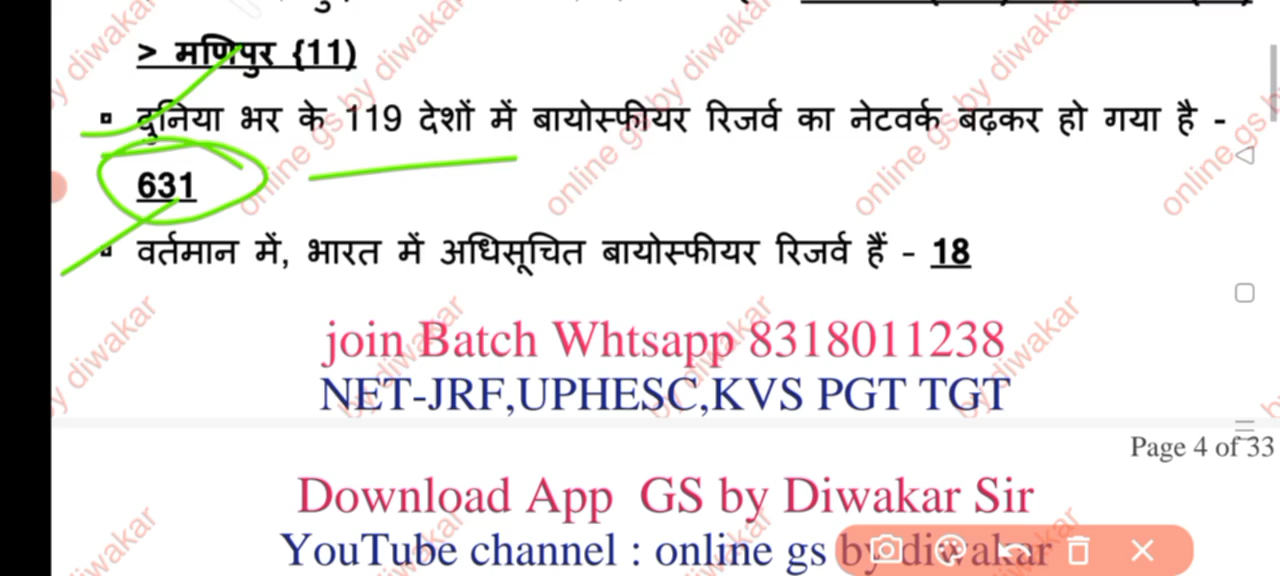 > मणिपुर {11)
▫ दुनिया भर के 119 देशों में बायोस्फीयर रिजर्व का नेटवर्क बढ़कर हो गया है -
631
▫ वर्तमान में, भारत में अधिसूचित बायोस्फीयर रिजर्व हैं - 18
join Batch Whtsapp 8318011238
NET-JRF,UPHESC,KVS PGT TGT
Page 4 of 33
Download App GS by Diwakar Sir
YouTube channel : online gs by diwakar